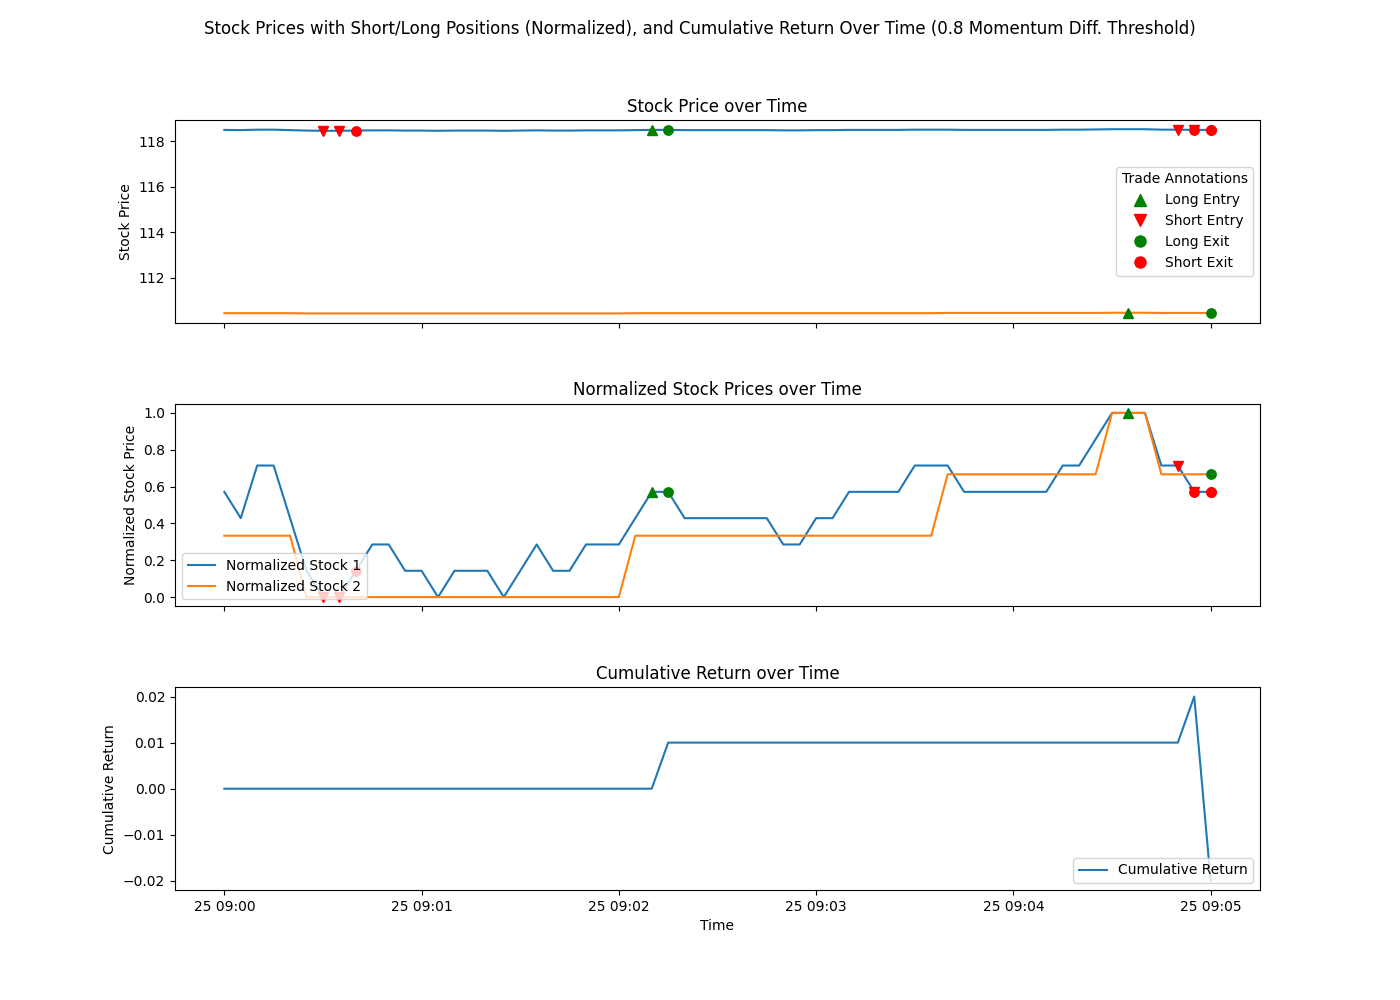 Stock Prices with Short/Long Positions (Normalized), and Cumulative Return Over Time (0.8 Momentum Diff. Threshold)
Stock Price over Time
Stock Price
118
116
114
112
Trade Annotations
Long Entry
Short Entry
Long Exit
Short Exit
Normalized Stock Prices over Time
Normalized Stock Price
1.0
0.8
0.6
0.4
0.2
0.0
Normalized Stock 1
Normalized Stock 2
Cumulative Return over Time
Cumulative Return
0.02
0.01
0.00
−0.01
−0.02
Cumulative Return
25 09:00 25 09:01 25 09:02 25 09:03 25 09:04 25 09:05
Time